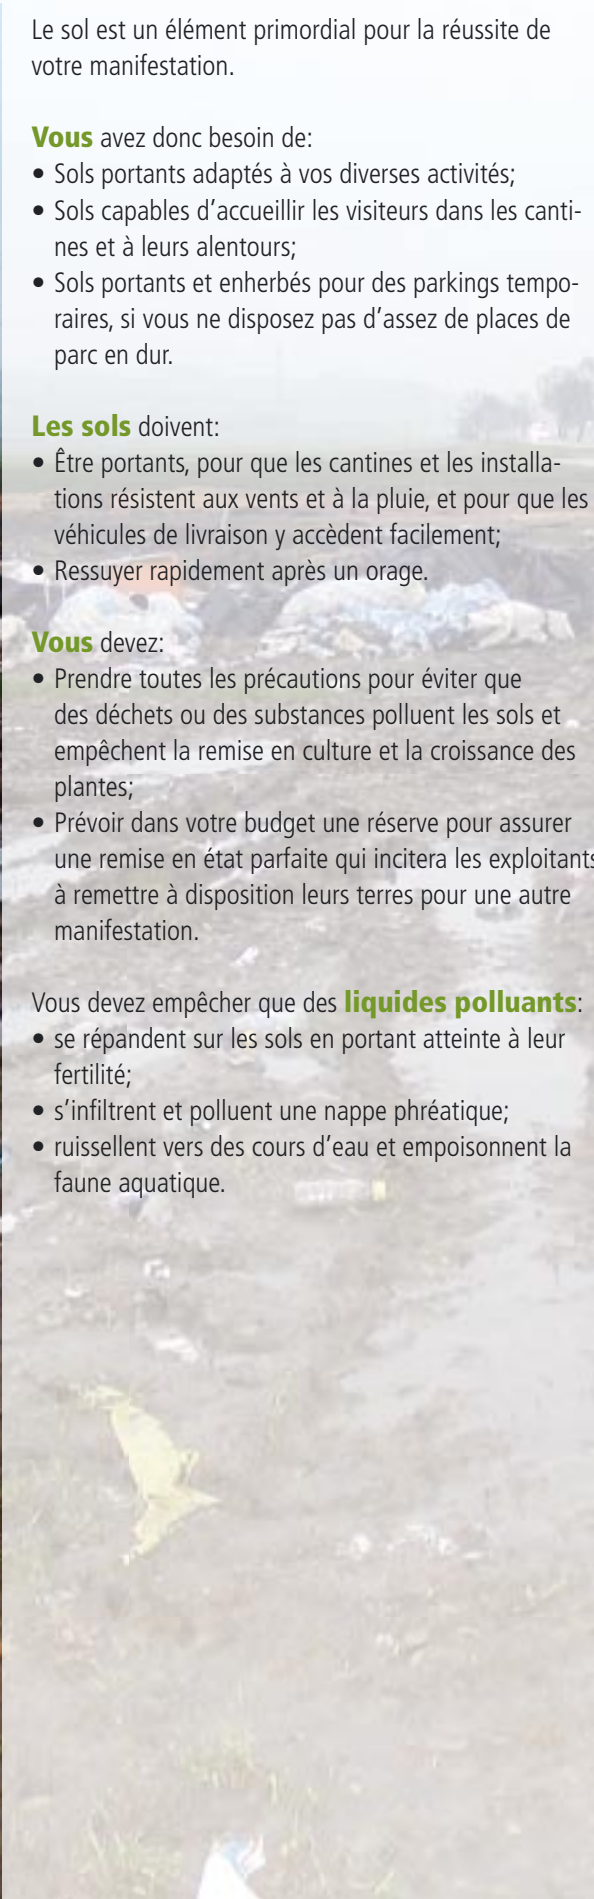 Le sol est un élément primordial pour la réussite de
votre manifestation.
Vous avez donc besoin de:
• Sols portants adaptés à vos diverses activités;
• Sols capables d'accueillir les visiteurs dans les canti-
nes et à leurs alentours;
• Sols portants et enherbés pour des parkings tempo-
raires, si vous ne disposez pas d'assez de places de
parc en dur.
Les sols doivent:
• Être portants, pour que les cantines et les installa-
tions résistent aux vents et à la pluie, et pour que les
véhicules de livraison y accèdent facilement;
• Ressuyer rapidement après un orage.
Vous devez:
• Prendre toutes les précautions pour éviter que
des déchets ou des substances polluent les sols et
empêchent la remise en culture et la croissance des
plantes;
• Prévoir dans votre budget une réserve pour assurer
une remise en état parfaite qui incitera les exploitants
à remettre à disposition leurs terres pour une autre
manifestation.
Vous devez empêcher que des liquides polluants:
• se répandent sur les sols en portant atteinte à leur
fertilité;
• s'infiltrent et polluent une nappe phréatique;
• ruissellent vers des cours d'eau et empoisonnent la
faune aquatique.